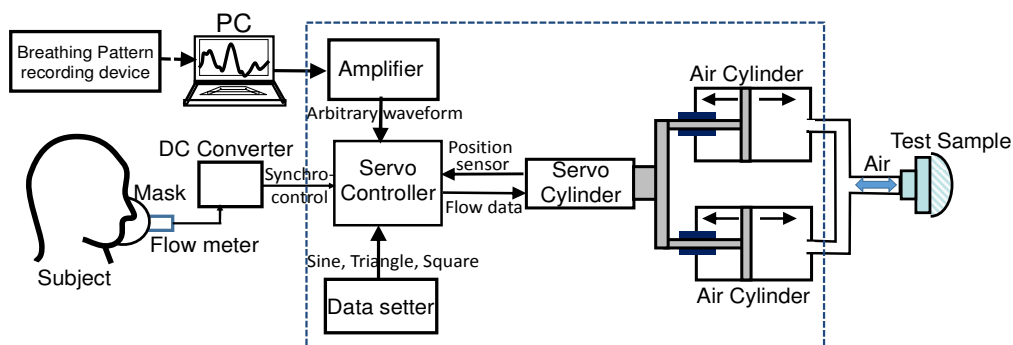 PC
Breathing Pattern
recording device
Amplifier
Arbitrary waveform
Air Cylinder
Test Sample
Air
DC Converter
Synchro-
control
Servo
Controller
Position
sensor
Flow data
Servo
Cylinder
Mask
Flow meter
Subject
Sine, Triangle, Square
Data setter
Air Cylinder